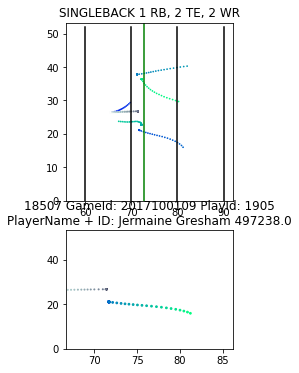 SINGLEBACK 1 RB, 2 TE, 2 WR
50
40
30
20
10
0
60 70 80 90
18507 GameId: 2017100109 PlayId: 1905
PlayerName + ID: Jermaine Gresham 497238.0
40
20
0
70 75 80 85